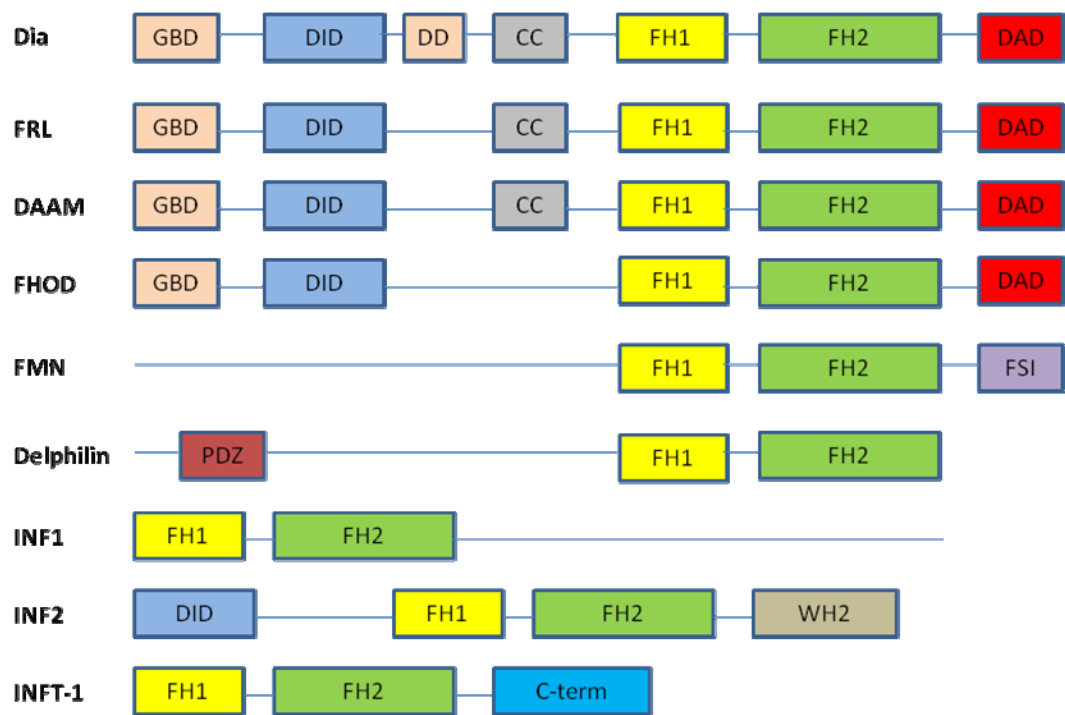 Dia GBD DID DD CC FH1 FH2 DAD
FRL GBD DID CC FH1 FH2 DAD
DAAM GBD DID CC FH1 FH2 DAD
FHOD GBD DID FH1 FH2 DAD
FMN FH1 FH2 FSI
Delphilin PDZ FH1 FH2
INF1 FH1 FH2
INF2 DID FH1 FH2 WH2
INFT-1 FH1 FH2 C-term